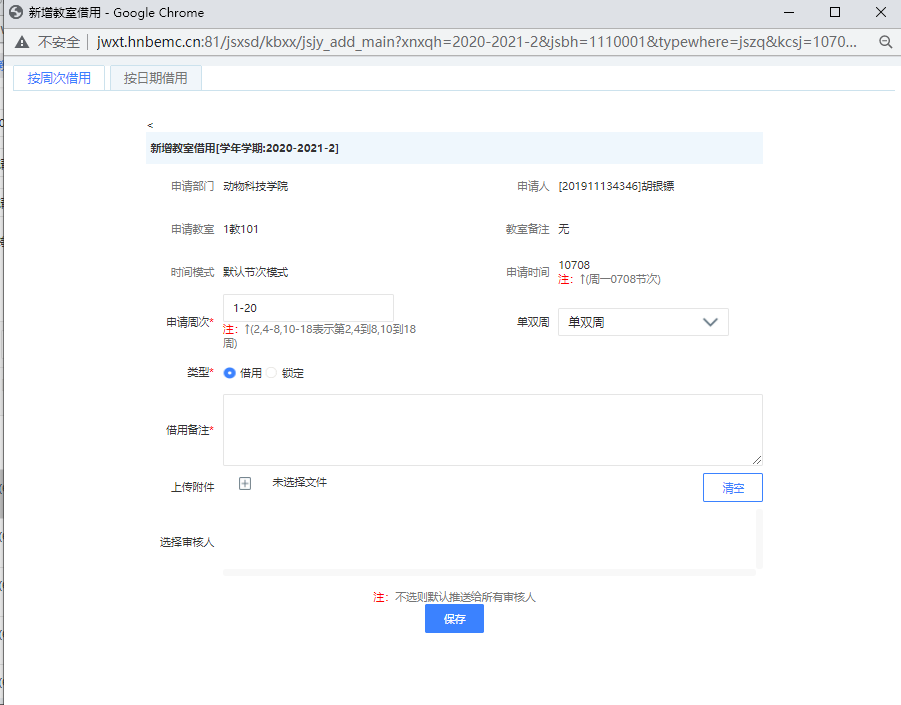 新增教室借用 - Google Chrome
不安全 | jwxt.hnbemc.cn:81/jsxsd/kbxx/jsjy_add_main?xnxqh=2020-2021-2&jsbh=1110001&typewhere=jszq&kcsj=1070...
按周次借用 按日期借用
<
新增教室借用[学年学期:2020-2021-2]
申请部门 动物科技学院 申请人 [201911134346]胡银镖
申请教室 1教101 教室备注 无
时间模式 默认节次模式 申请时间 10708
注: ↑(周一0708节次)
申请周次* 1-20 单双周 单双周
注: ↑(2,4-8,10-18表示第2,4到8,10到18
周)
类型* 借用 锁定
借用备注*
上传附件 未选择文件 清空
选择审核人
注: 不选则默认推送给所有审核人
保存